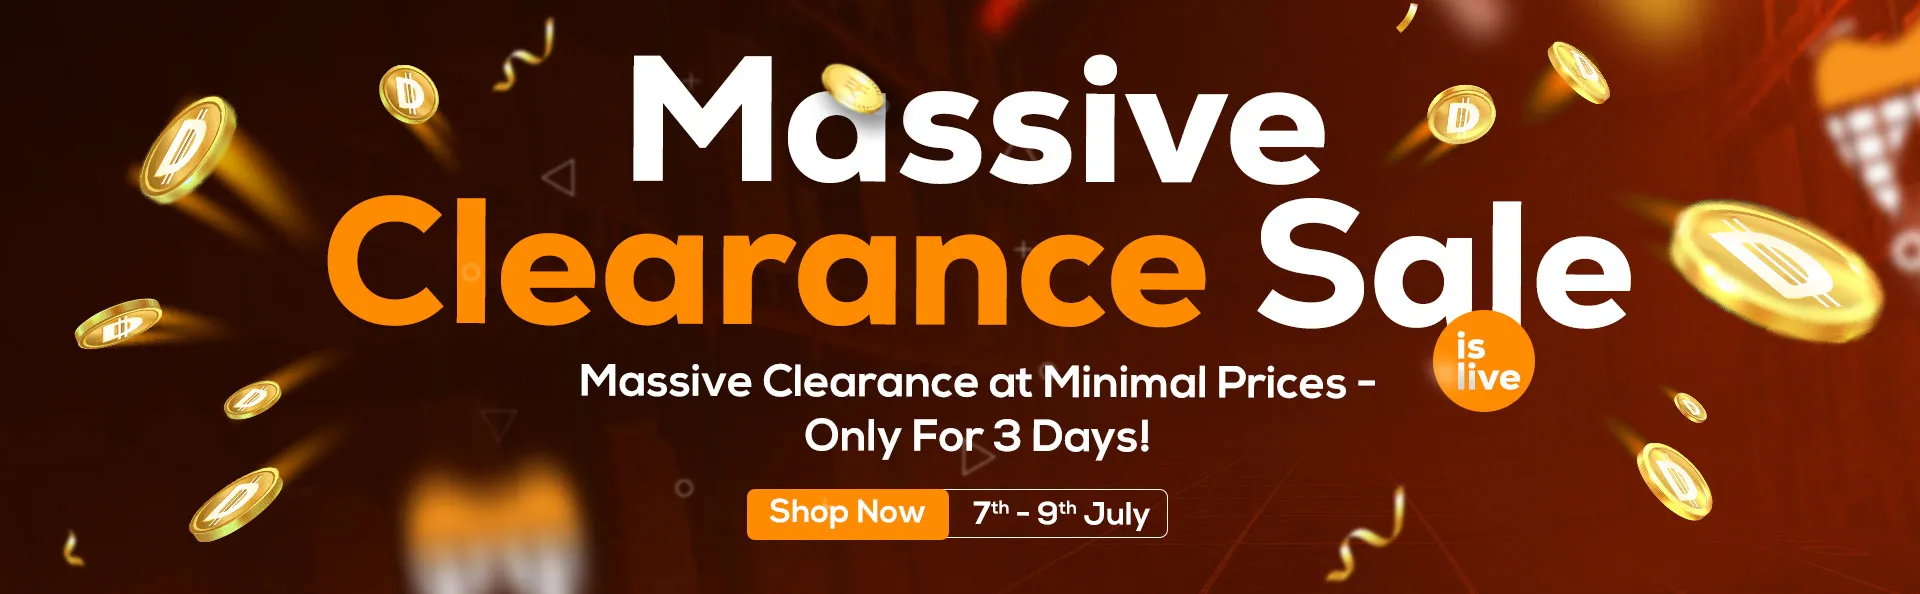 Massive
Clearance Sale
is
live
Massive Clearance at Minimal Prices -
Only For 3 Days!
Shop Now 7th - 9th July